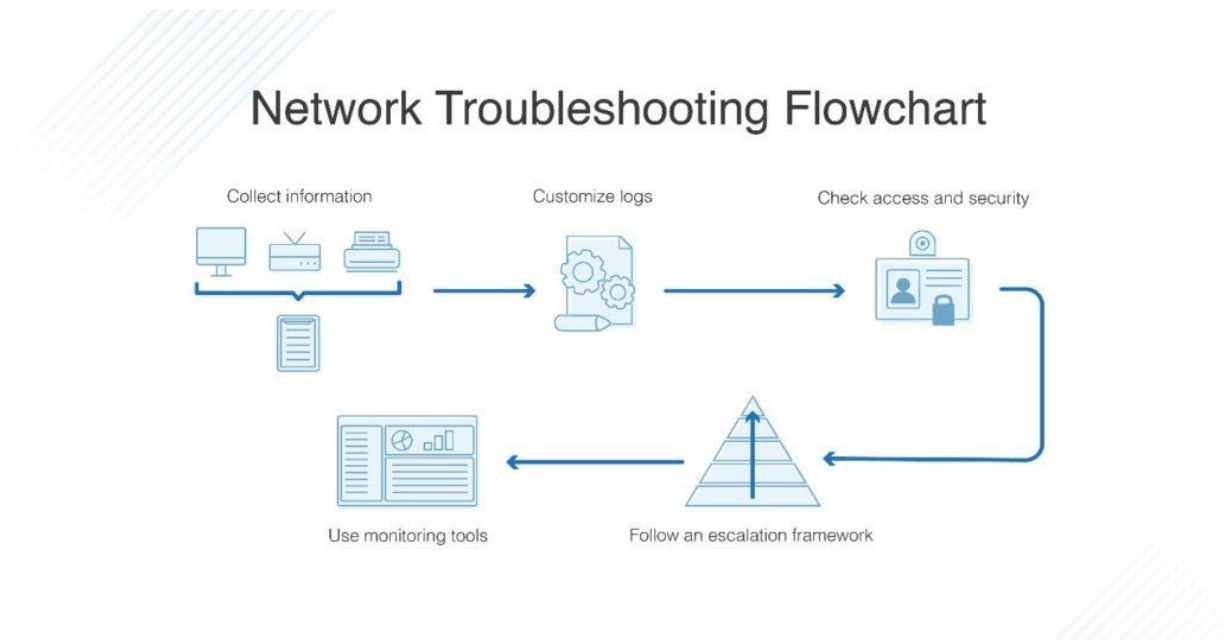 Network Troubleshooting Flowchart
Collect information
Customize logs
Check access and security
Follow an escalation framework
Use monitoring tools